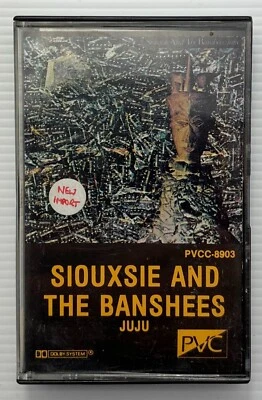 NEW
IMPORT
PVCC-8903
SIOUXSIE AND
THE BANSHEES
JUJU
DOLBY SYSTEM®
PVC